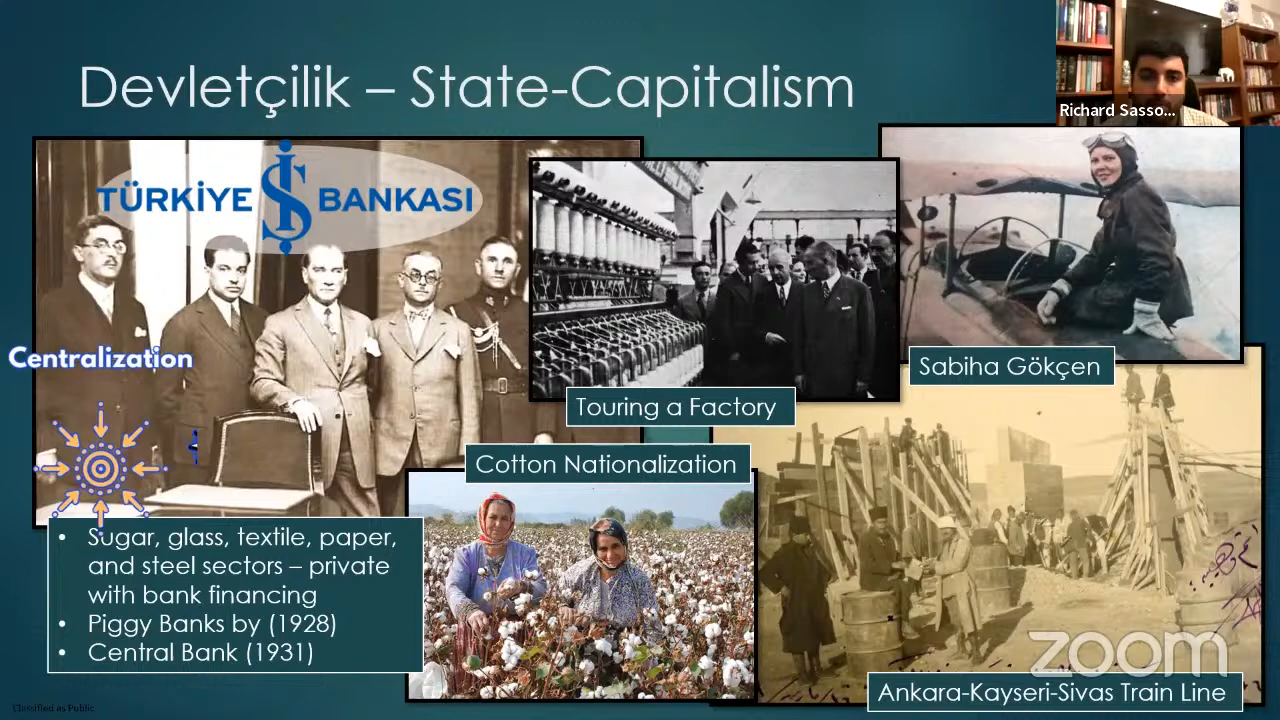 Devletçilik – State-Capitalism
Richard Sasso...
TÜRKİYE İŞ BANKASI
Centralization
Touring a Factory
Sabiha Gökçen
Cotton Nationalization
• Sugar, glass, textile, paper,
and steel sectors – private
with bank financing
• Piggy Banks by (1928)
• Central Bank (1931)
Ankara-Kayseri-Sivas Train Line
zoom
Classified as Public